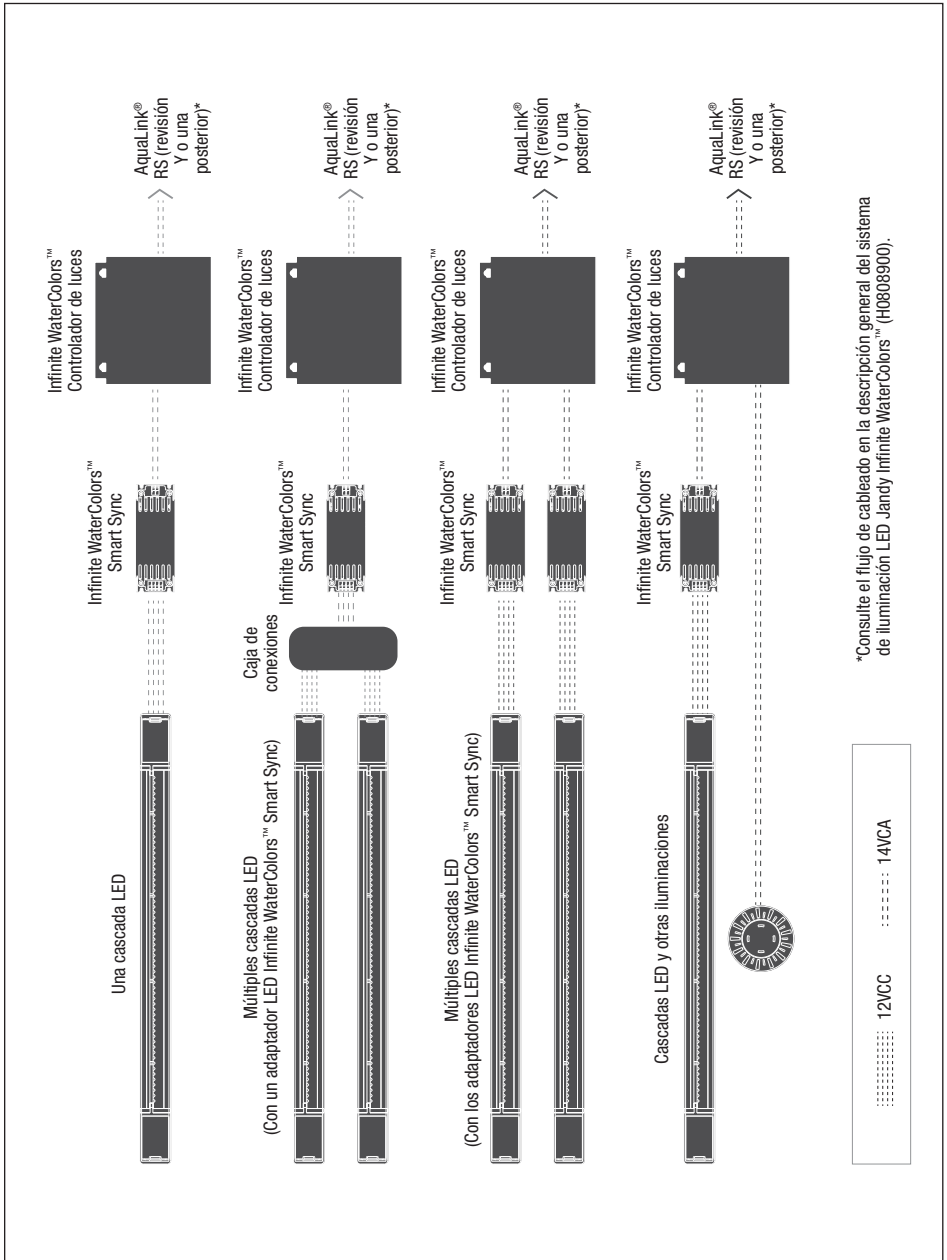 Una cascada LED
Infinite WaterColors™
Smart Sync
Infinite WaterColors™
Controlador de luces
AquaLink®
RS (revisión
Y o una
posterior)*
Múltiples cascadas LED
(Con un adaptador LED Infinite WaterColors™ Smart Sync)
Caja de
conexiones
Infinite WaterColors™
Smart Sync
Infinite WaterColors™
Controlador de luces
AquaLink®
RS (revisión
Y o una
posterior)*
Múltiples cascadas LED
(Con los adaptadores LED Infinite WaterColors™ Smart Sync)
Infinite WaterColors™
Smart Sync
Infinite WaterColors™
Controlador de luces
AquaLink®
RS (revisión
Y o una
posterior)*
Cascadas LED y otras iluminaciones
Infinite WaterColors™
Smart Sync
Infinite WaterColors™
Controlador de luces
AquaLink®
RS (revisión
Y o una
posterior)*
12VCC
14VCA
*Consulte el flujo de cableado en la descripción general del sistema
de iluminación LED Jandy Infinite WaterColors™ (H0808900).